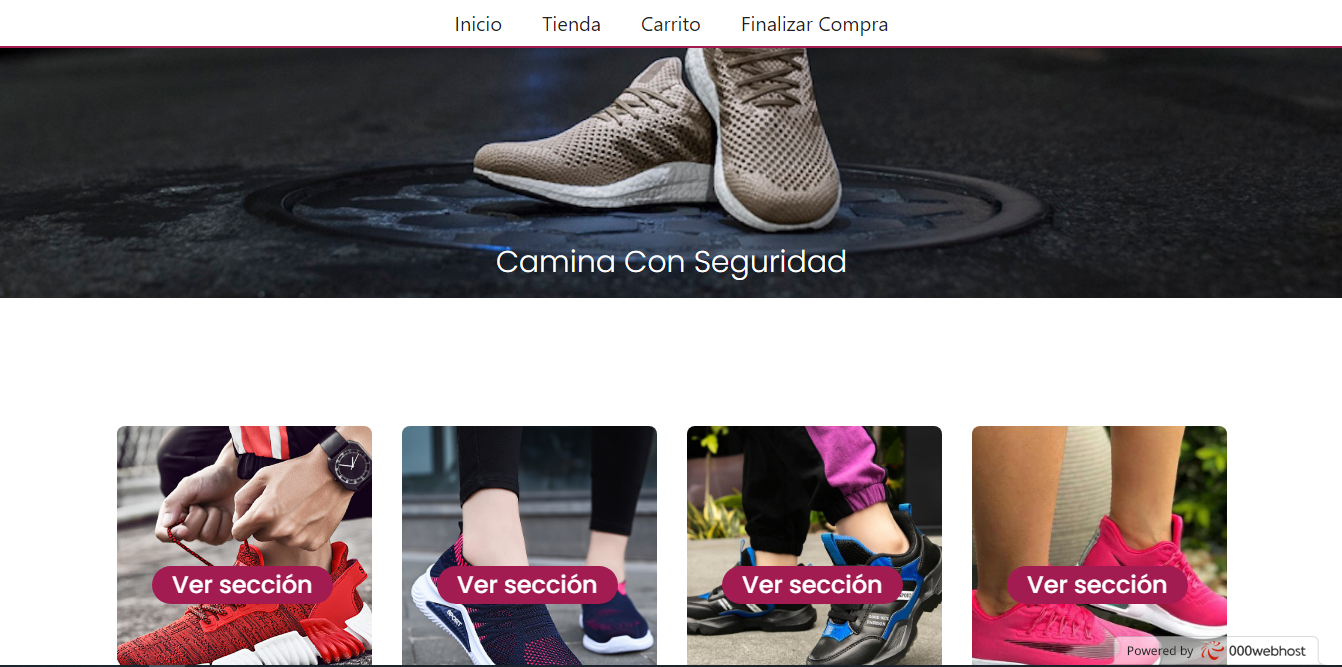 Inicio Tienda Carrito Finalizar Compra
Camina Con Seguridad
Ver sección Ver sección Ver sección Ver sección
Powered by 000webhost